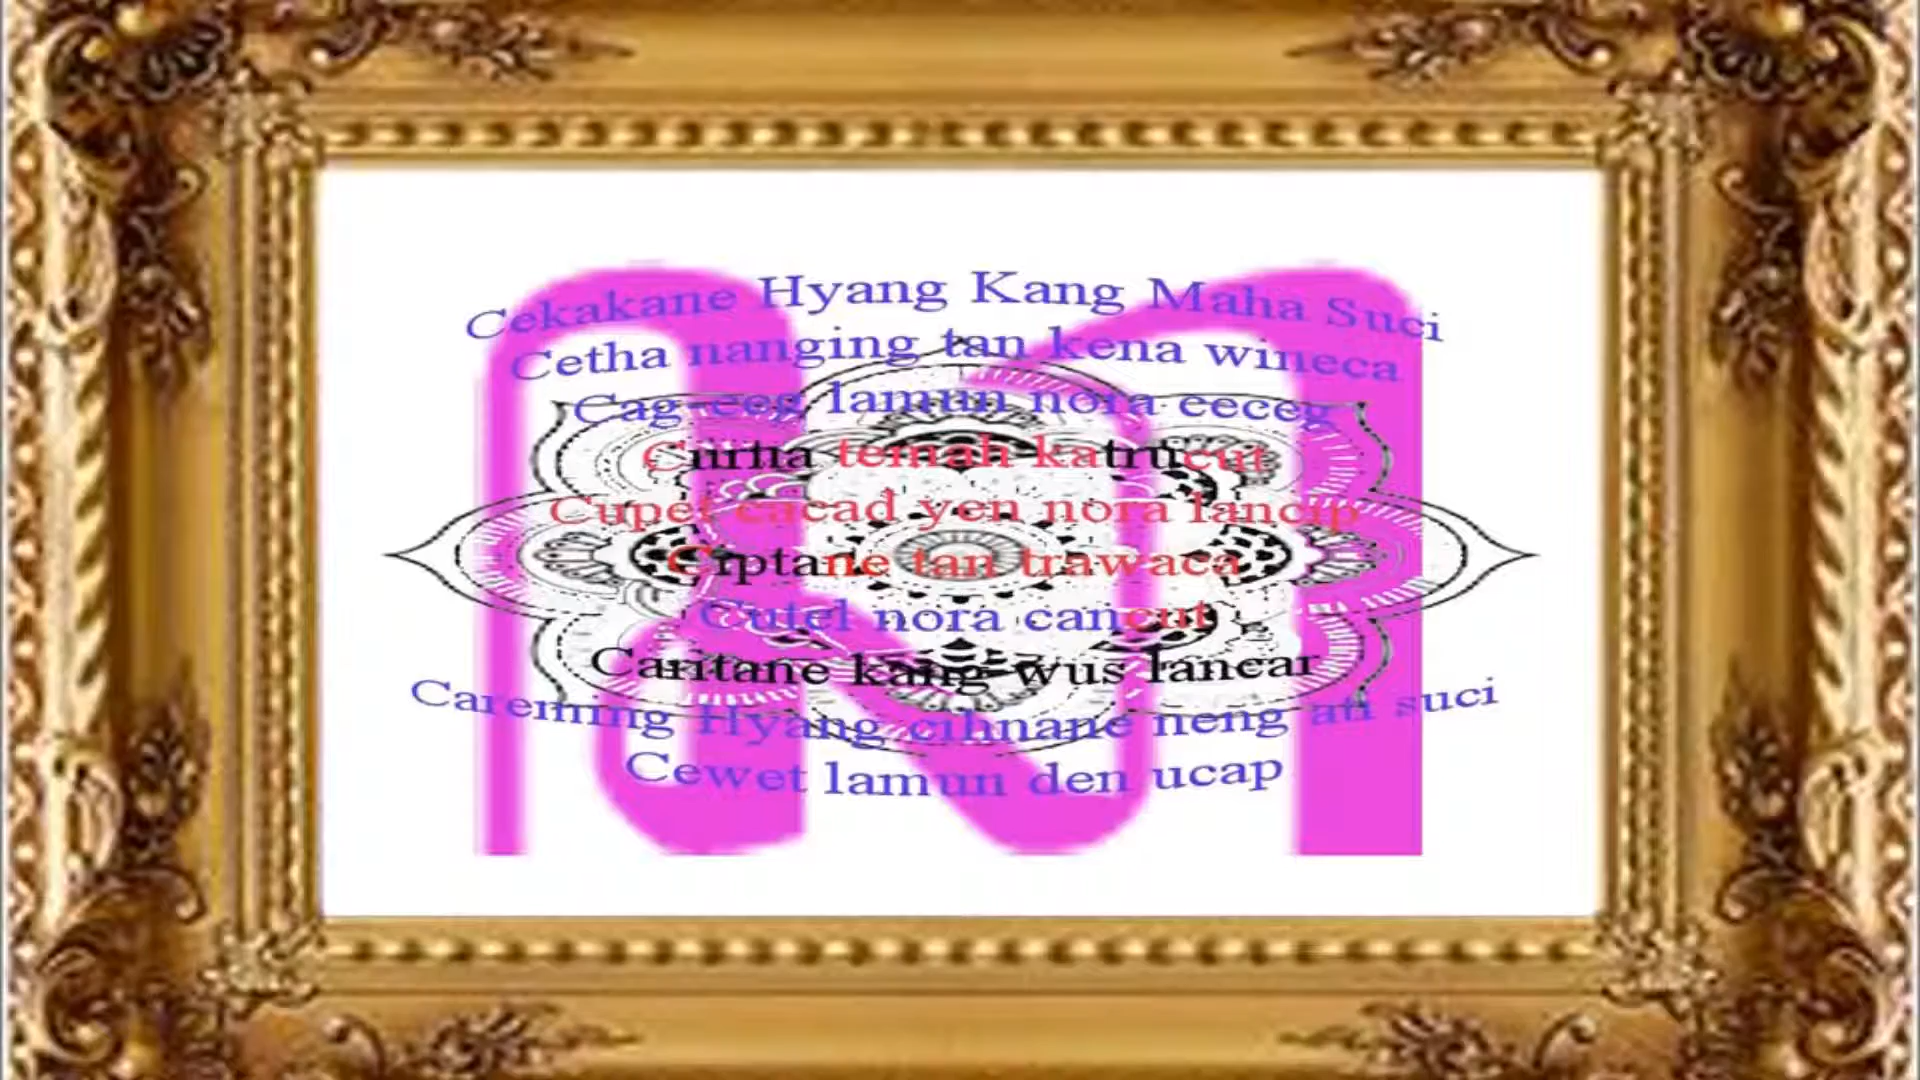 Cekakane Hyang Kang Maha Suci
Cetha nanging tan kena wineca
Cag-ceg lamun nora ceceg
Curna temah katrucut
Cupet cacad yen nora lancip
Ciptane tan trawaca
Cutel nora cancut
Caritane kang wus lancar
Careming Hyang cihnane neng ati suci
Cewet lamun den ucap
ꦕ